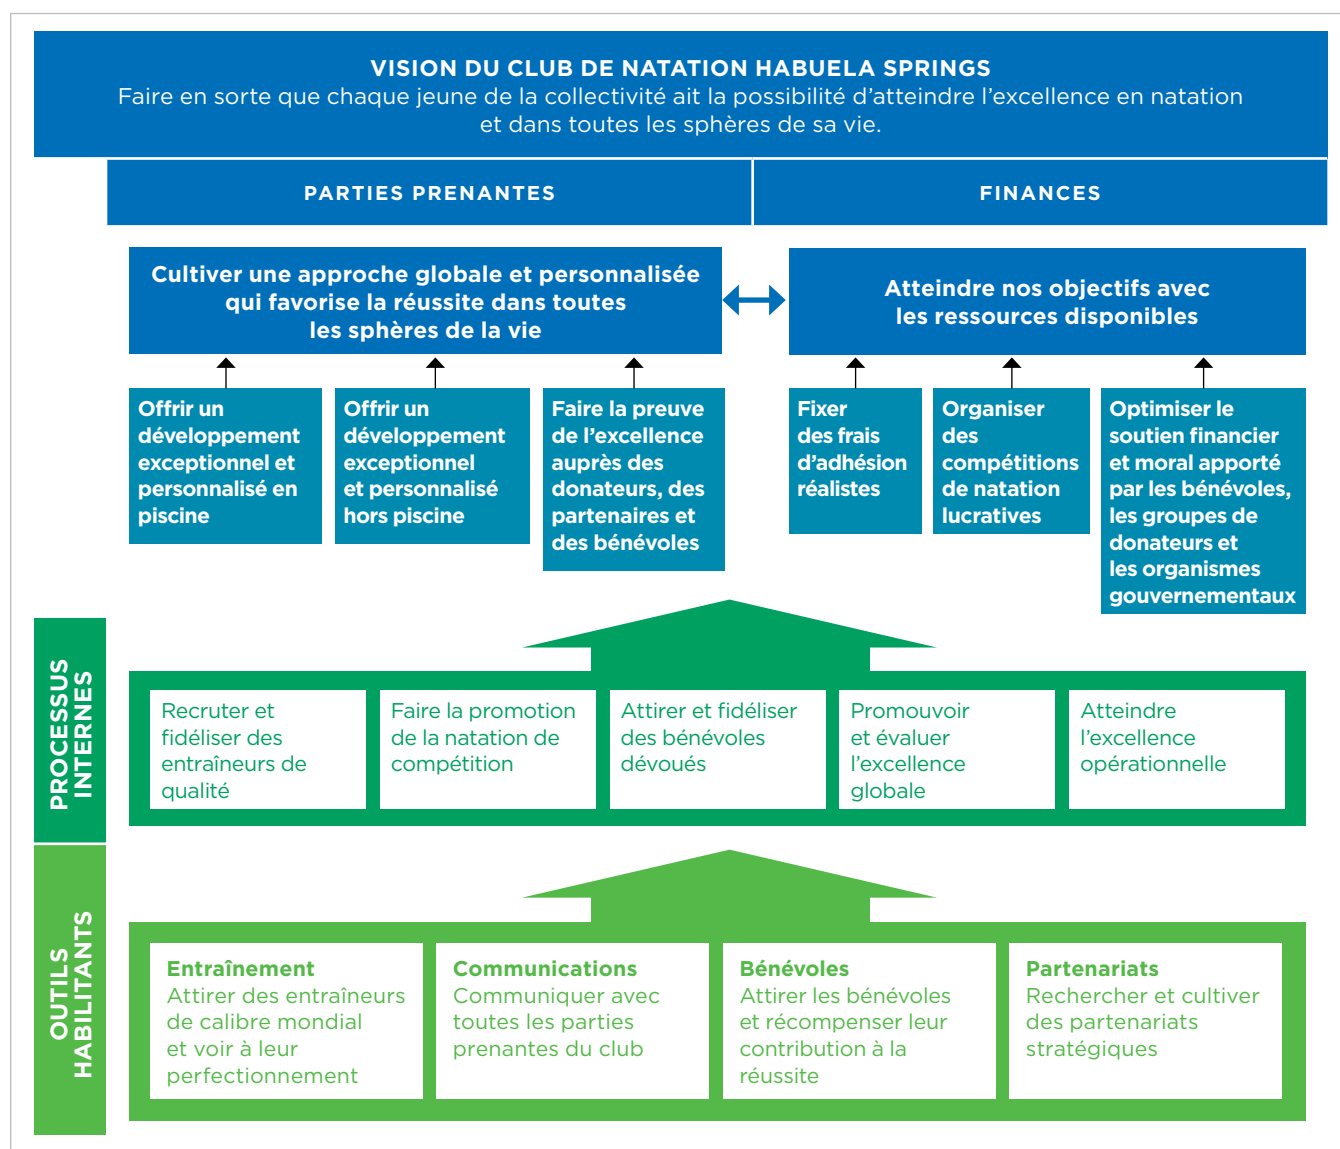 VISION DU CLUB DE NATATION HABUELA SPRINGS
Faire en sorte que chaque jeune de la collectivité ait la possibilité d’atteindre l’excellence en natation
et dans toutes les sphères de sa vie.
PARTIES PRENANTES
FINANCES
Cultiver une approche globale et personnalisée
qui favorise la réussite dans toutes
les sphères de la vie
Atteindre nos objectifs avec
les ressources disponibles
Offrir un
développement
exceptionnel et
personnalisé en
piscine
Offrir un
développement
exceptionnel
et personnalisé
hors piscine
Faire la preuve
de l’excellence
auprès des
donateurs, des
partenaires et
des bénévoles
Fixer
des frais
d’adhésion
réalistes
Organiser
des
compétitions
de natation
lucratives
Optimiser le
soutien financier
et moral apporté
par les bénévoles,
les groupes de
donateurs et
les organismes
gouvernementaux
PROCESSUS
INTERNES
Recruter et
fidéliser des
entraîneurs de
qualité
Faire la promotion
de la natation de
compétition
Attirer et fidéliser
des bénévoles
dévoués
Promouvoir
et évaluer
l’excellence
globale
Atteindre
l’excellence
opérationnelle
OUTILS
HABILITANTS
Entraînement
Attirer des entraîneurs
de calibre mondial
et voir à leur
perfectionnement
Communications
Communiquer avec
toutes les parties
prenantes du club
Bénévoles
Attirer les bénévoles
et récompenser leur
contribution à la
réussite
Partenariats
Rechercher et cultiver
des partenariats
stratégiques